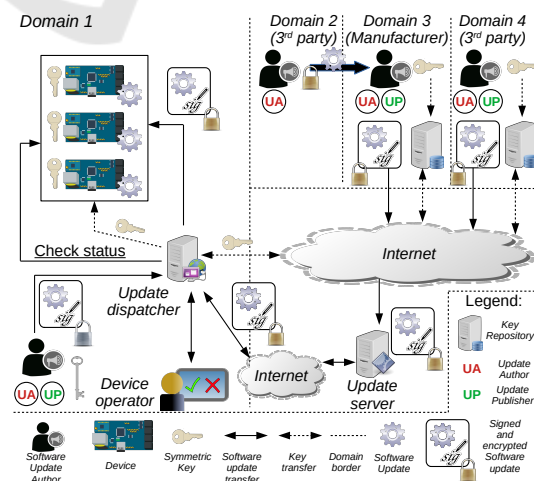 Domain 1
Domain 2
(3rd party)
Domain 3
(Manufacturer)
Domain 4
(3rd party)
UA
UA UP
UA UP
sig
sig
sig
Check status
Internet
Update
dispatcher
sig
sig
sig
UA UP
Device
operator
Internet
Update
server
Legend:
Key
Repository
UA Update
Author
UP Update
Publisher
Software
Update
Author
Device
Symmetric
Key
Software
update
transfer
Key
transfer
Domain
border
Software
Update
sig
Signed
and
encrypted
Software
update